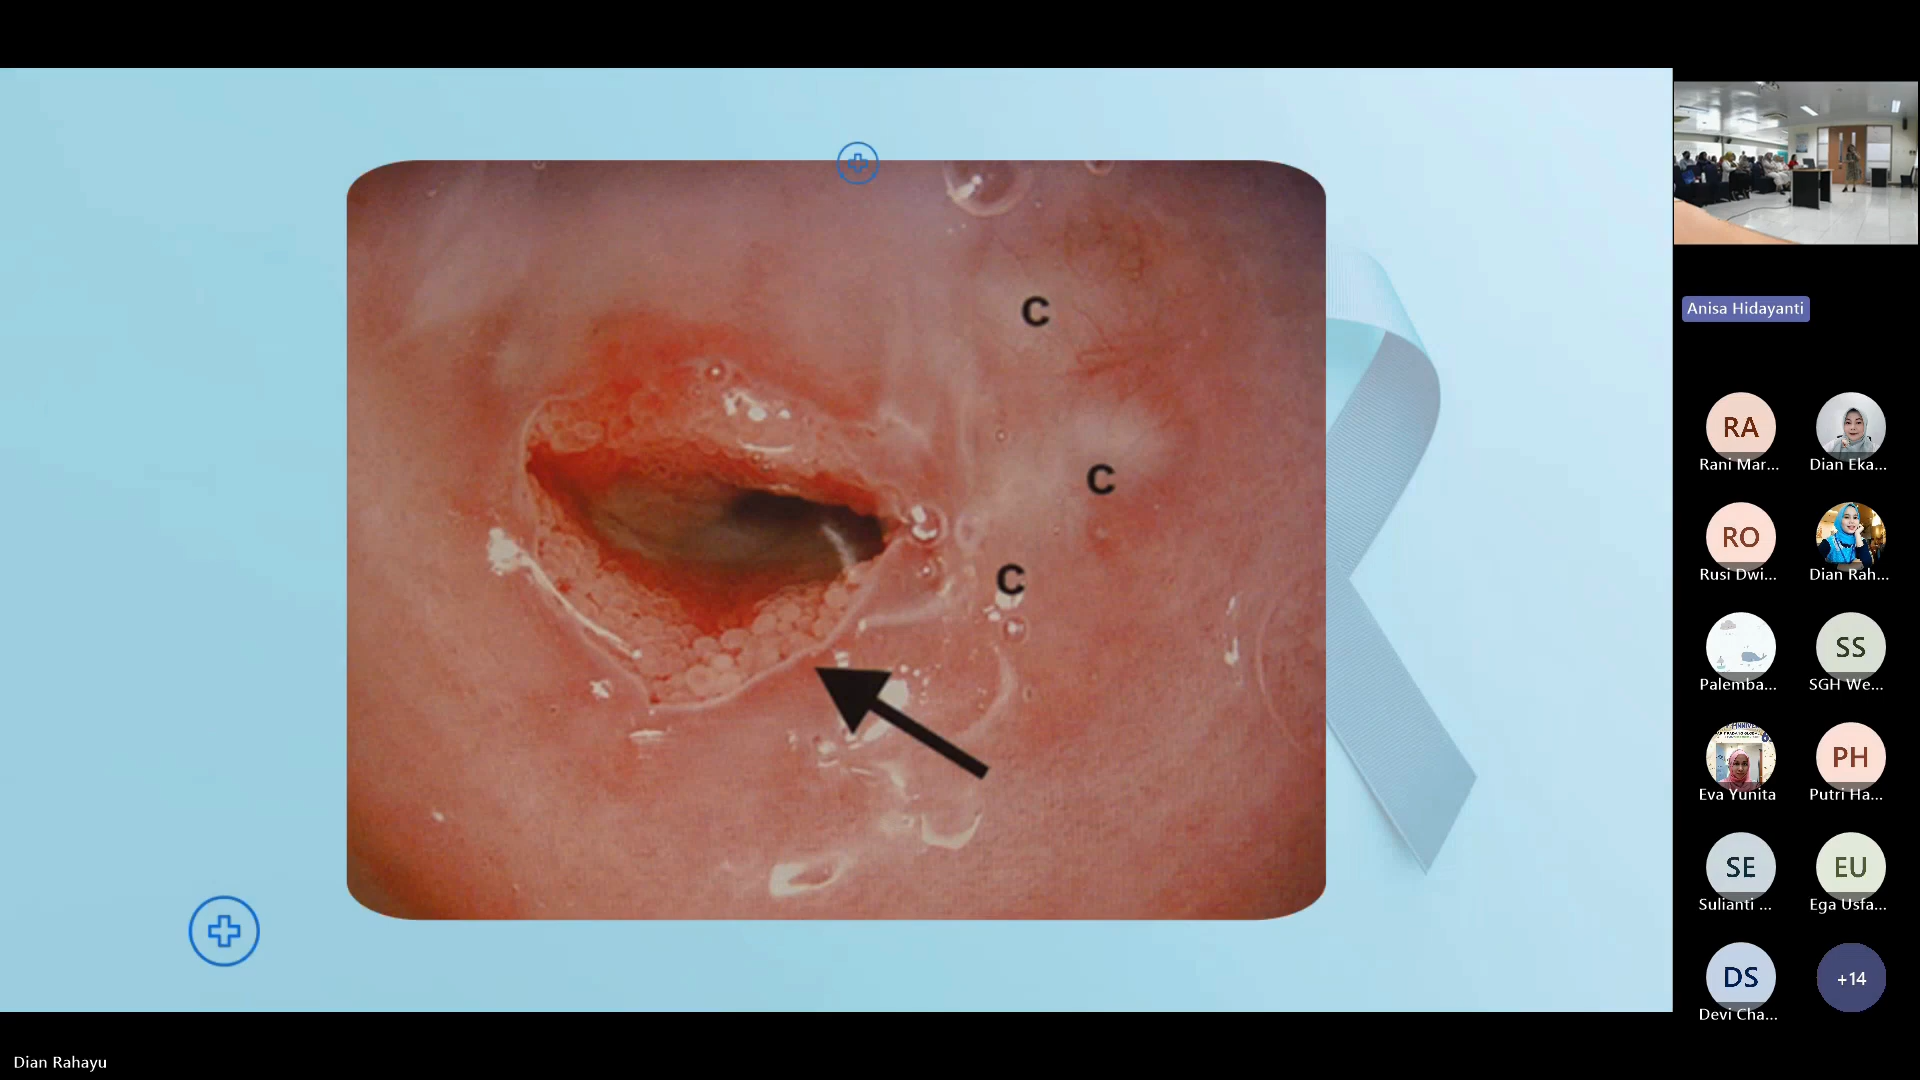 C
C
C
Anisa Hidayanti
RA
Rani Mar...
Dian Eka...
RO
Rusi Dwi...
Dian Rah...
Palemba...
SS
SGH We...
Eva Yunita
PH
Putri Ha...
SE
Sulianti ...
EU
Ega Usfa...
DS
Devi Cha...
+14
Dian Rahayu